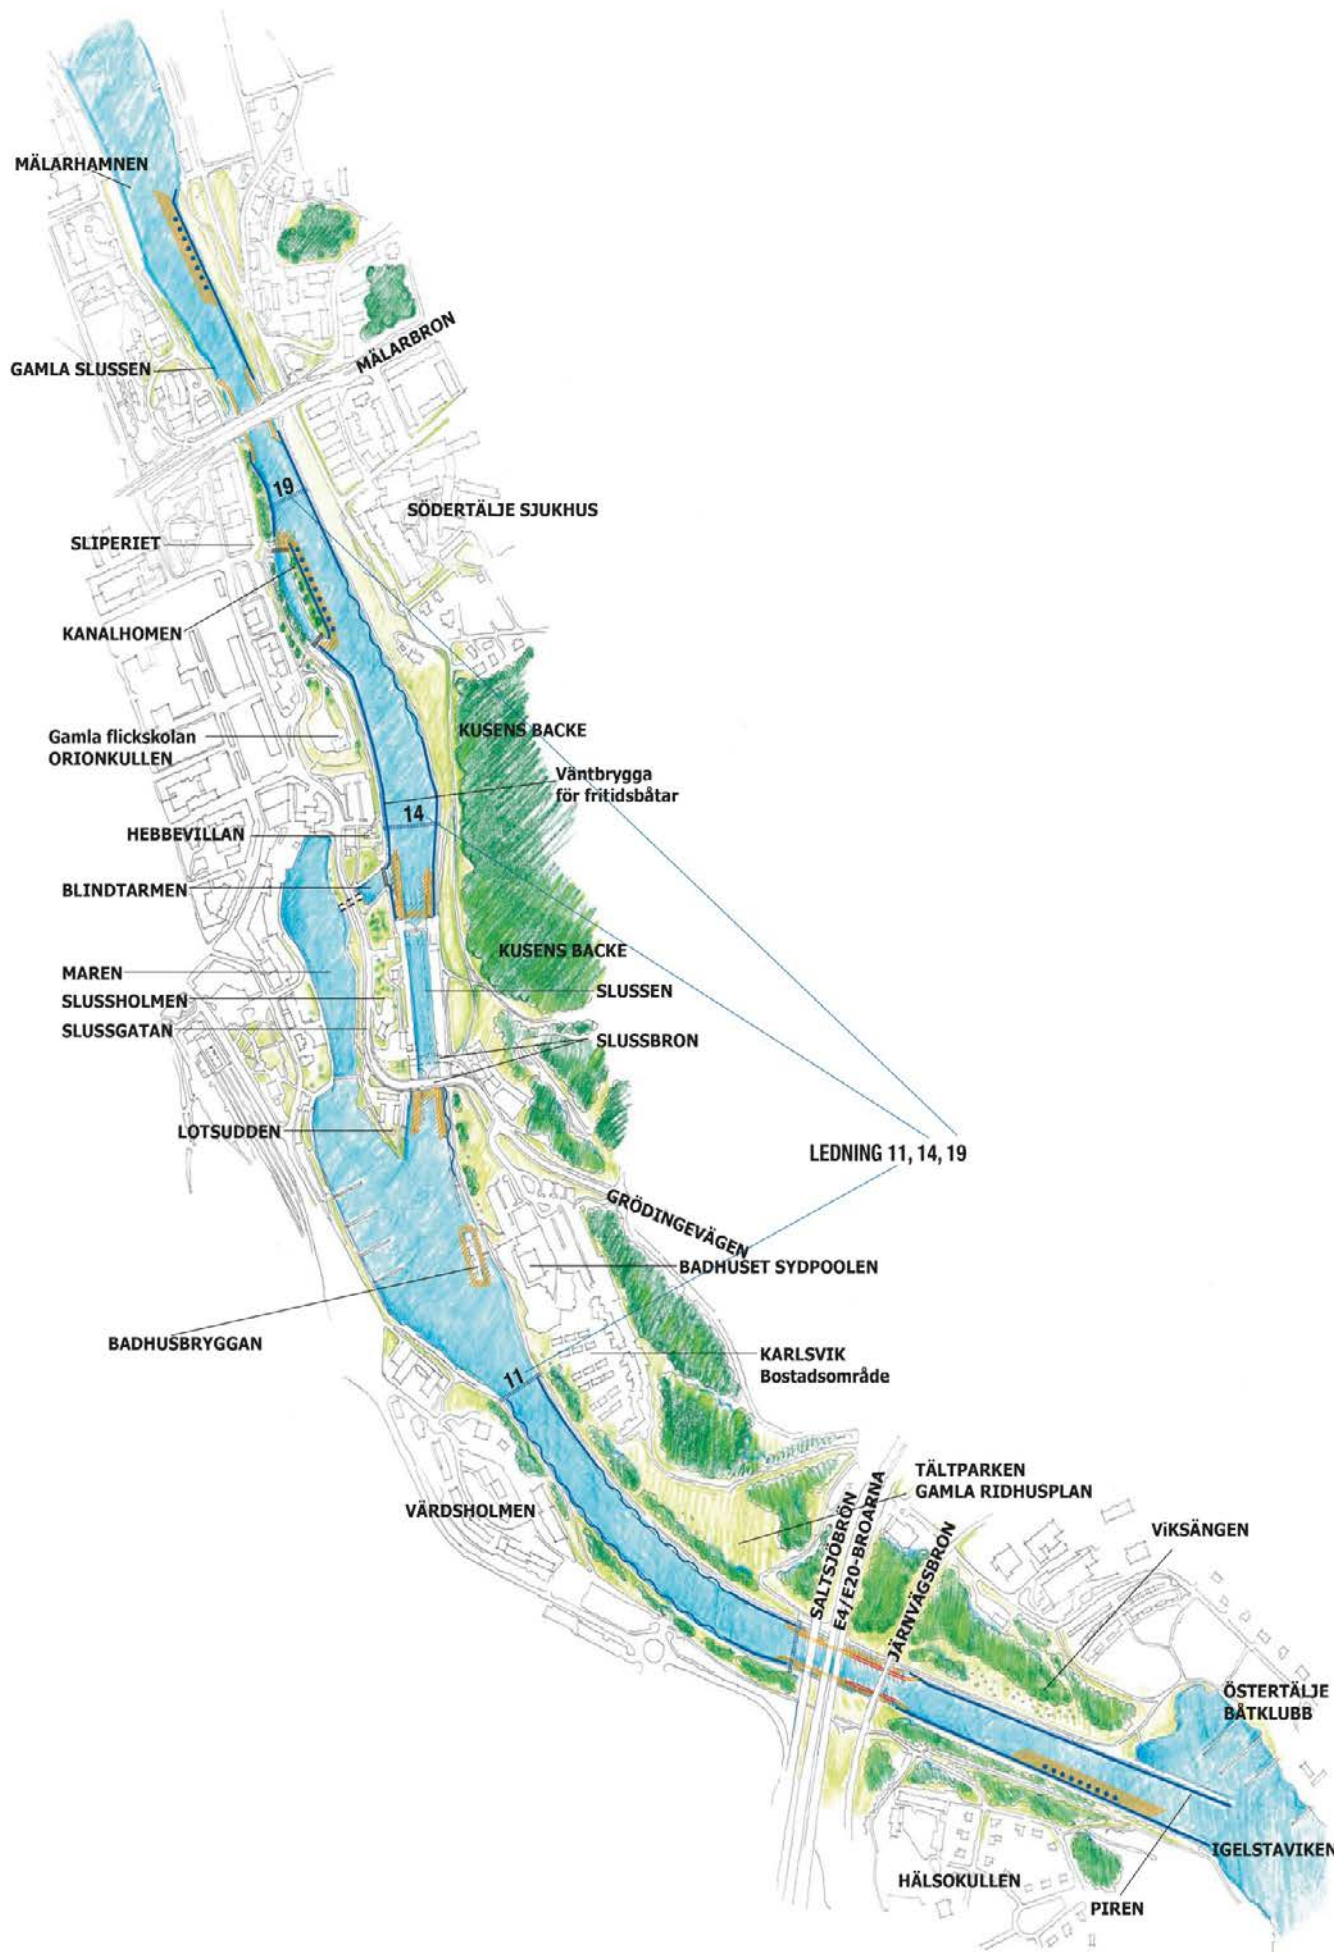 MÄLARHAMNEN
GAMLA SLUSSEN
MÄLARBRON
19
SÖDERTÄLJE SJUKHUS
SLIPERIET
KANALHOMEN
KUSENS BACKE
Gamla flickskolan
ORIONKULLEN
Väntbrygga
för fritidsbåtar
14
HEBBEVILLAN
BLINDTARMEN
KUSENS BACKE
MAREN
SLUSSEN
SLUSSHOLMEN
SLUSSGATAN
SLUSSBRON
LOTSUDDEN
LEDNING 11, 14, 19
GRÖDINGEVÄGEN
BADHUSET SYDPOOLEN
BADHUSBRYGGAN
KARLSVIK
Bostadsområde
11
TÄLTPARKEN
GAMLA RIDHUSPLAN
VÄRDSHOLMEN
SALTSJÖBRÖN
E4/E20-BROARNA
JÄRNVÄGSBRON
ViKSÄNGEN
ÖSTERTÄLJE
BÅTKLUBB
IGELSTAVIKEN
HÄLSOKULLEN
PIREN